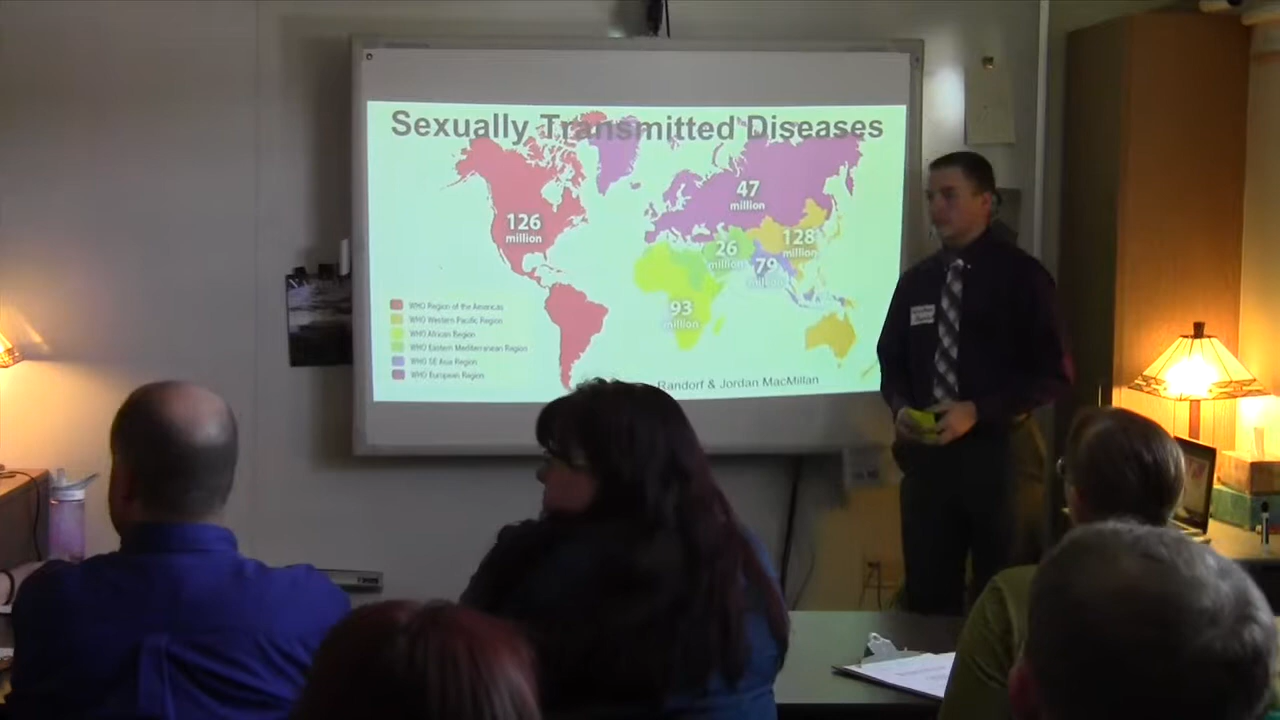 Sexually Transmitted Diseases
47
million
126
million
128
million
26
million
79
million
93
million
WHO Region of the Americas
WHO Western Pacific Region
WHO African Region
WHO Eastern Mediterranean Region
WHO SE Asia Region
WHO European Region
Randorf & Jordan MacMillan